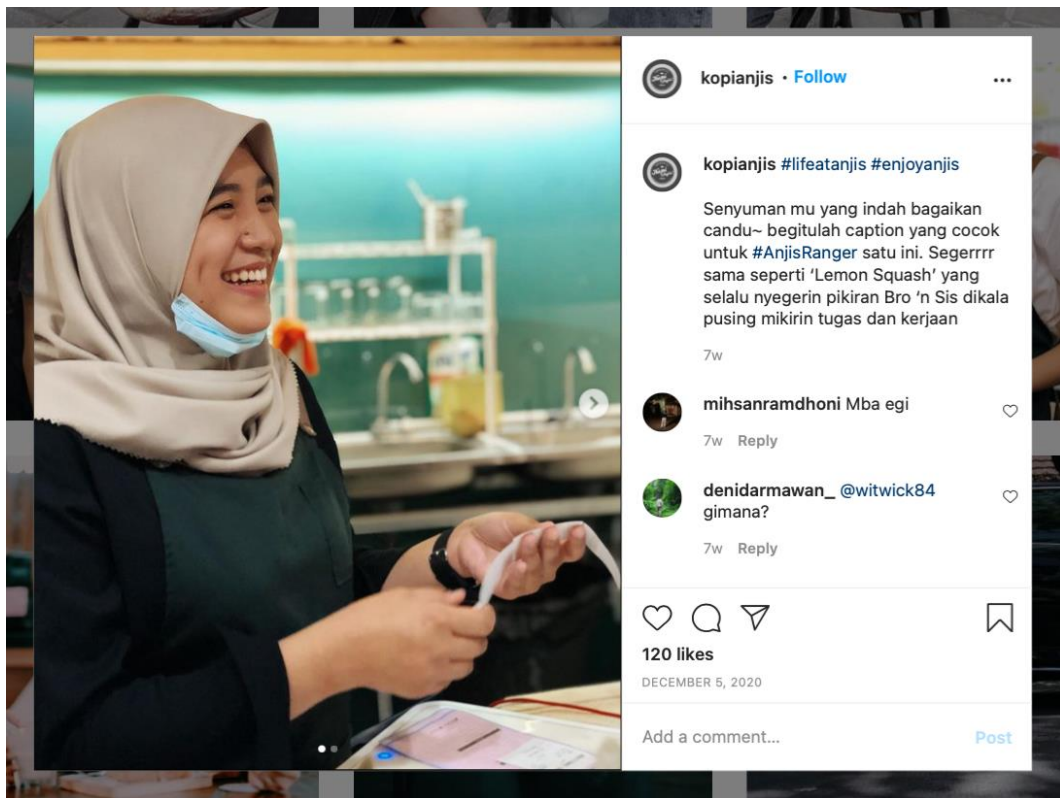 kopianjis • Follow
kopianjis #lifeatanjis #enjoyanjis
Senyuman mu yang indah bagaikan
candu~ begitulah caption yang cocok
untuk #AnjisRanger satu ini. Segerrrr
sama seperti ‘Lemon Squash’ yang
selalu nyegerin pikiran Bro ‘n Sis dikala
pusing mikirin tugas dan kerjaan
7w
mihsanramdhoni Mba egi
7w Reply
denidarmawan_ @witwick84
gimana?
7w Reply
120 likes
DECEMBER 5, 2020
Add a comment... Post